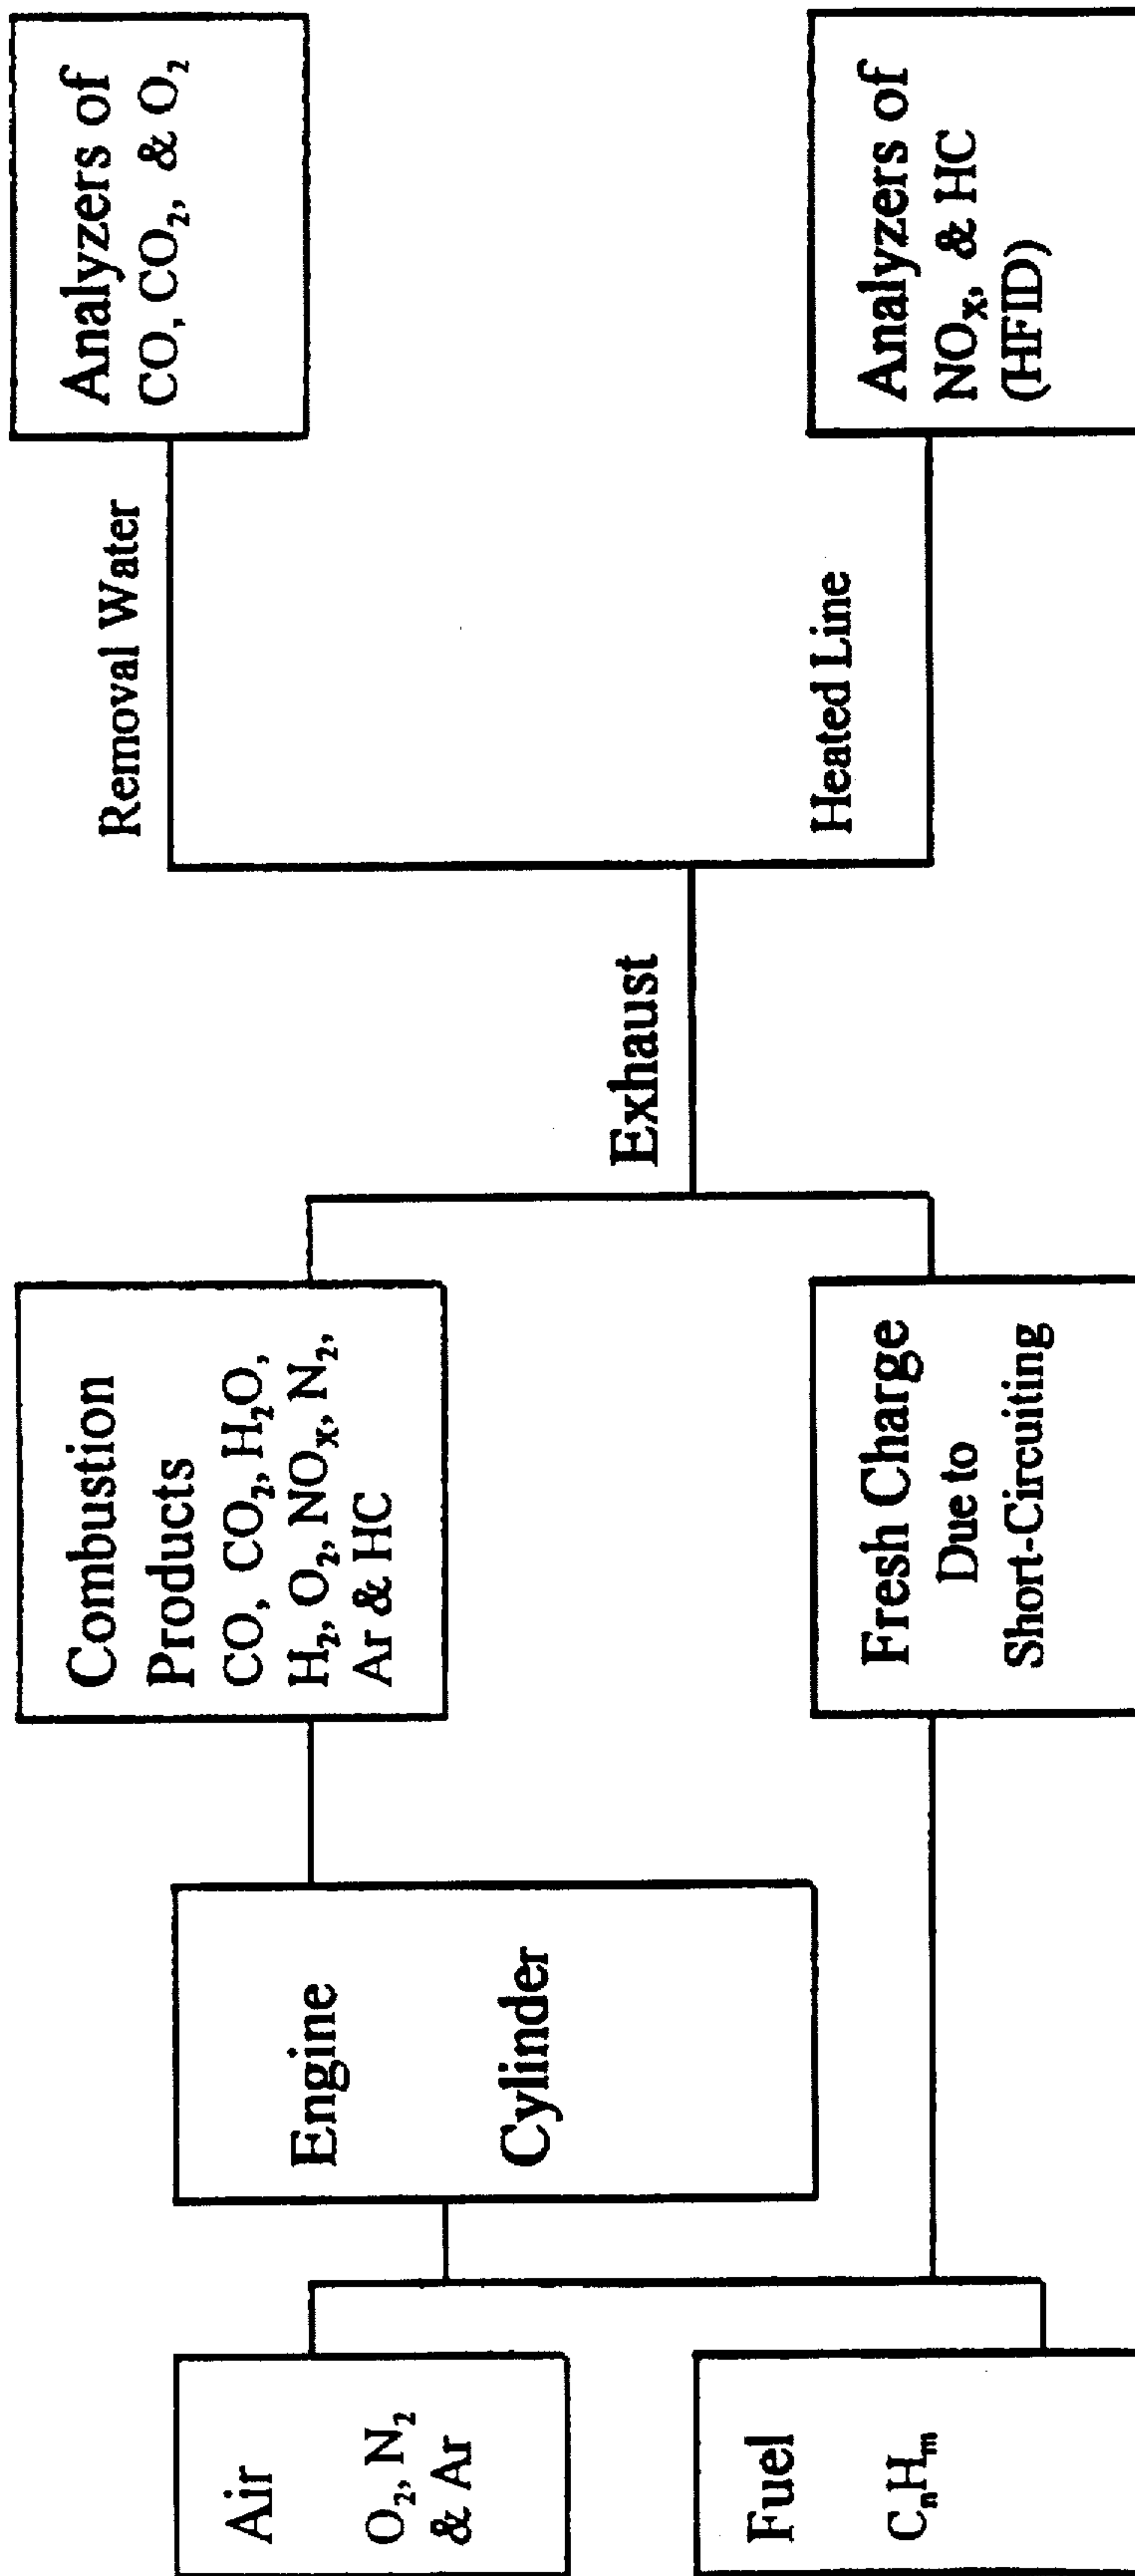 Air
O₂, N₂
& Ar
Fuel
CₙHₘ
Engine
Cylinder
Combustion
Products
CO, CO₂, H₂O,
H₂, O₂, NOₓ, N₂,
Ar & HC
Fresh Charge
Due to
Short-Circuiting
Exhaust
Removal Water
Heated Line
Analyzers of
CO, CO₂, & O₂
Analyzers of
NOₓ, & HC
(HFID)